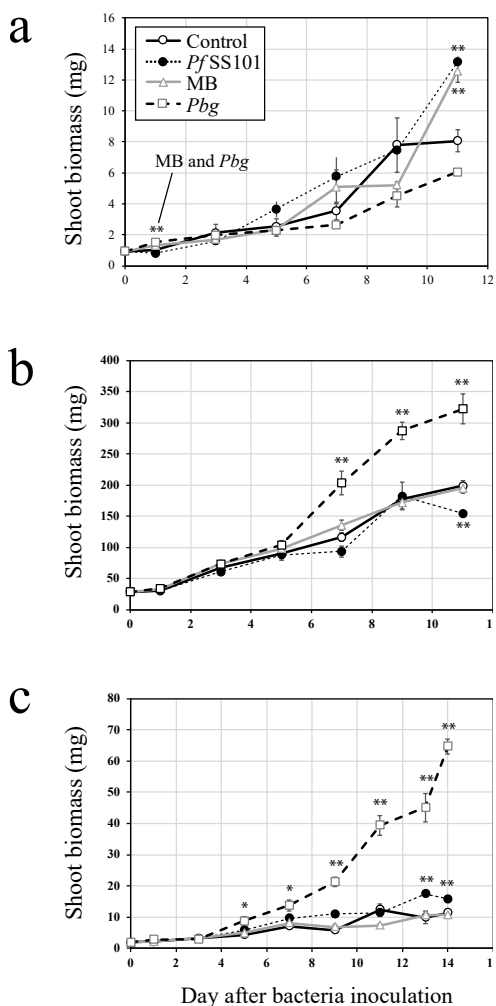 a
Shoot biomass (mg)
16
14
12
10
8
6
4
2
0
Control
Pf SS101
MB
Pbg
MB and Pbg
**
**
**
0 2 4 6 8 10 12
b
Shoot biomass (mg)
400
350
300
250
200
150
100
50
0
**
**
**
**
0 2 4 6 8 10
c
Shoot biomass (mg)
80
70
60
50
40
30
20
10
0
*
*
**
**
**
**
**
**
0 2 4 6 8 10 12 14
Day after bacteria inoculation